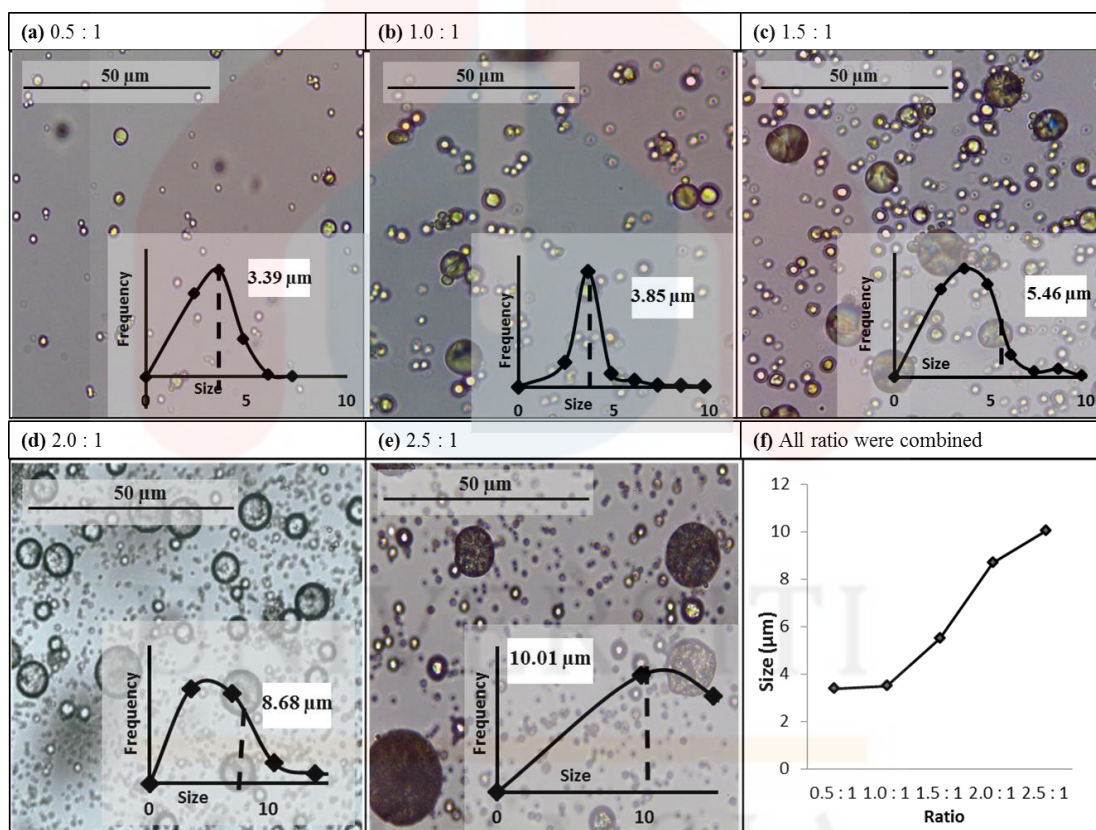 (a) 0.5 : 1
50 µm
3.39 µm
Frequency
Size
0 5 10
(b) 1.0 : 1
50 µm
3.85 µm
Frequency
Size
0 5 10
(c) 1.5 : 1
50 µm
5.46 µm
Frequency
Size
0 5 10
(d) 2.0 : 1
50 µm
8.68 µm
Frequency
Size
0 10
(e) 2.5 : 1
50 µm
10.01 µm
Frequency
Size
0 10
(f) All ratio were combined
12
10
8
6
4
2
0
Size (µm)
0.5 : 1 1.0 : 1 1.5 : 1 2.0 : 1 2.5 : 1
Ratio